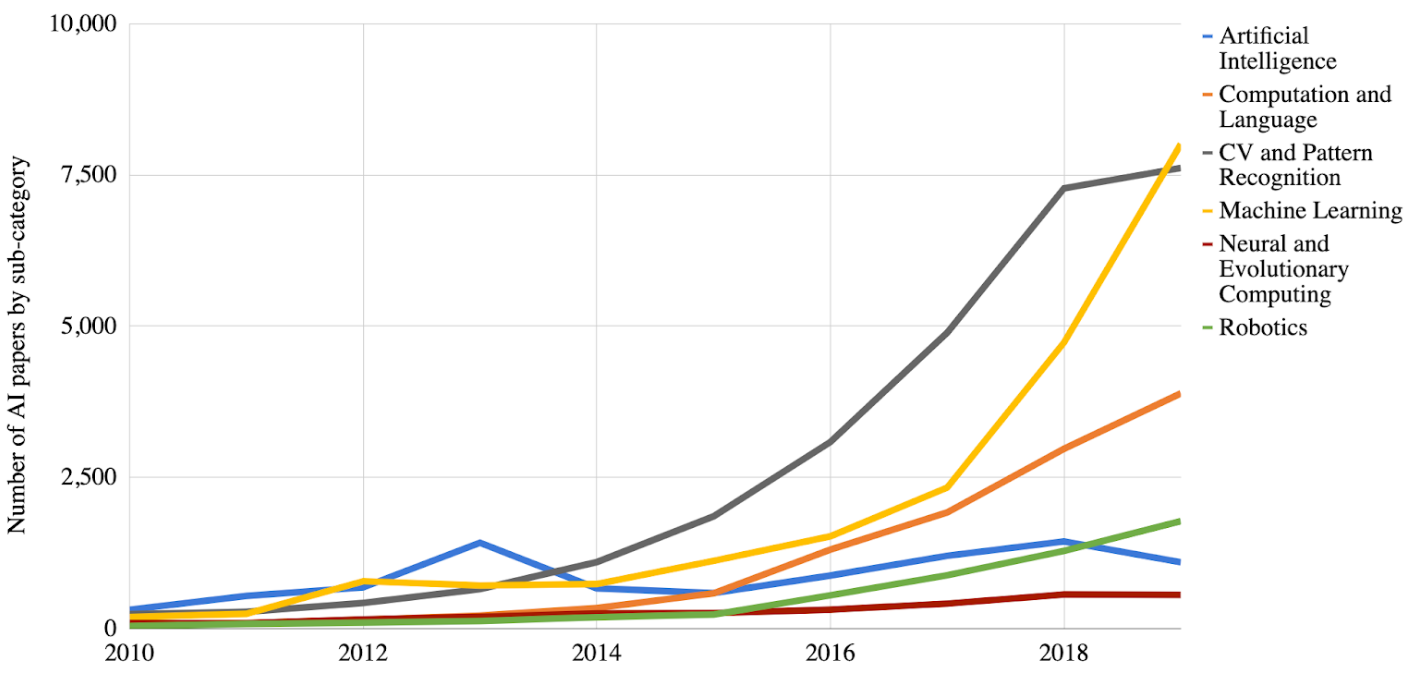 Number of AI papers by sub-category
10,000
7,500
5,000
2,500
0
2010
2012
2014
2016
2018
Artificial
Intelligence
Computation and
Language
CV and Pattern
Recognition
Machine Learning
Neural and
Evolutionary
Computing
Robotics